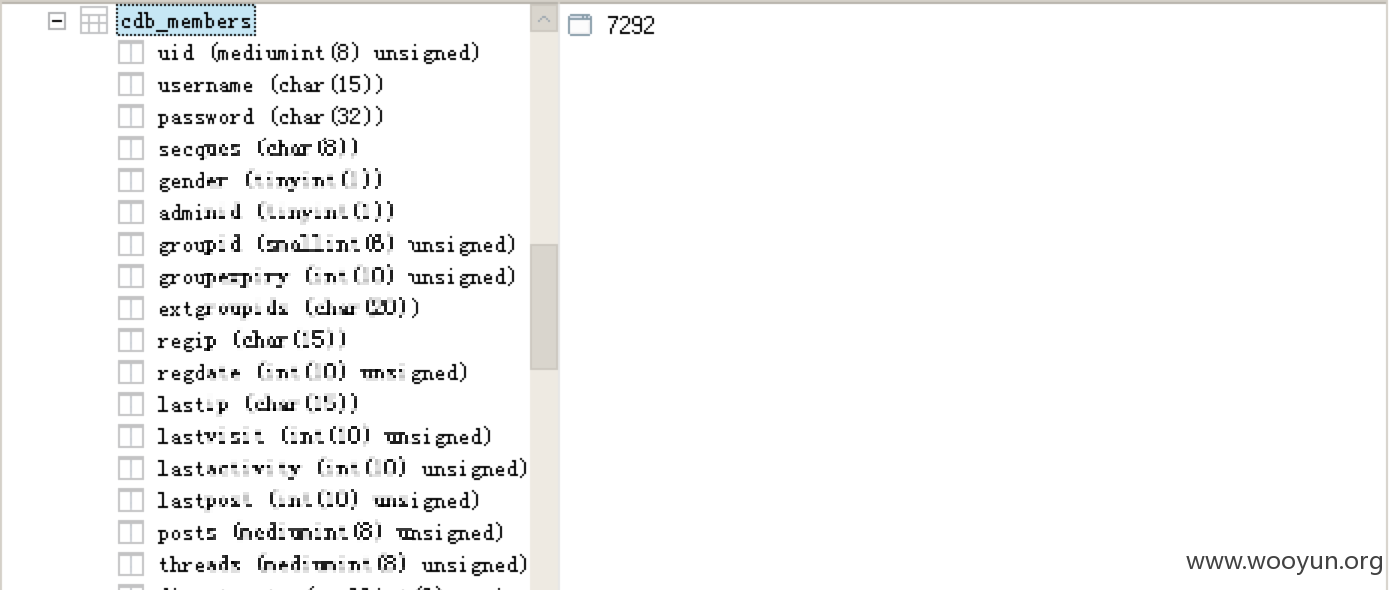 cdb_members
uid (mediumint(8) unsigned)
username (char(15))
password (char(32))
secques (char(8))
gender (tinyint(1))
adminid (tinyint(1))
groupid (smallint(6) unsigned)
groupexpiry (int(10) unsigned)
extgroupids (char(20))
regip (char(15))
regdate (int(10) unsigned)
lastip (char(15))
lastvisit (int(10) unsigned)
lastactivity (int(10) unsigned)
lastpost (int(10) unsigned)
posts (mediumint(8) unsigned)
threads (mediumint(8) unsigned)
7292
www.wooyun.org